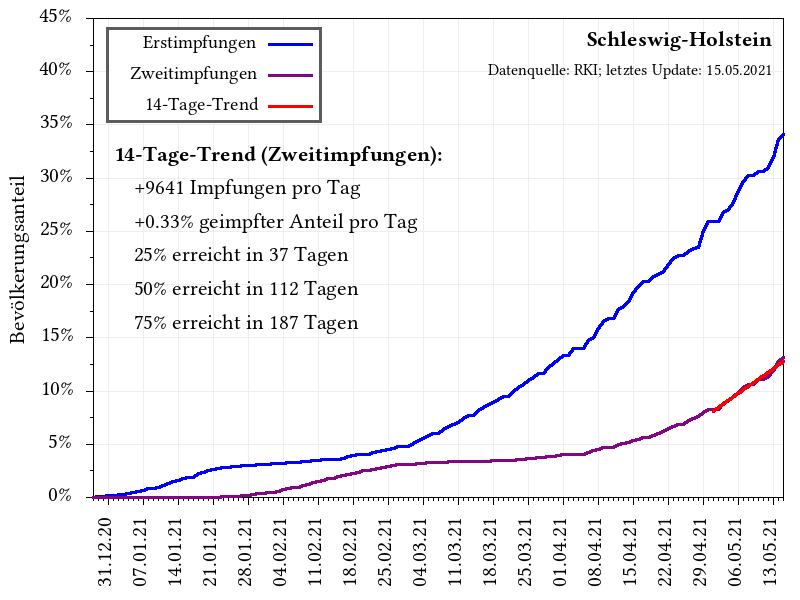 Schleswig-Holstein
Datenquelle: RKI; letztes Update: 15.05.2021
Erstimpfungen
Zweitimpfungen
14-Tage-Trend
14-Tage-Trend (Zweitimpfungen):
+9641 Impfungen pro Tag
+0.33% geimpfter Anteil pro Tag
25% erreicht in 37 Tagen
50% erreicht in 112 Tagen
75% erreicht in 187 Tagen
Bevölkerungsanteil
45%
40%
35%
30%
25%
20%
15%
10%
5%
0%
31.12.20
07.01.21
14.01.21
21.01.21
28.01.21
04.02.21
11.02.21
18.02.21
25.02.21
04.03.21
11.03.21
18.03.21
25.03.21
01.04.21
08.04.21
15.04.21
22.04.21
29.04.21
06.05.21
13.05.21